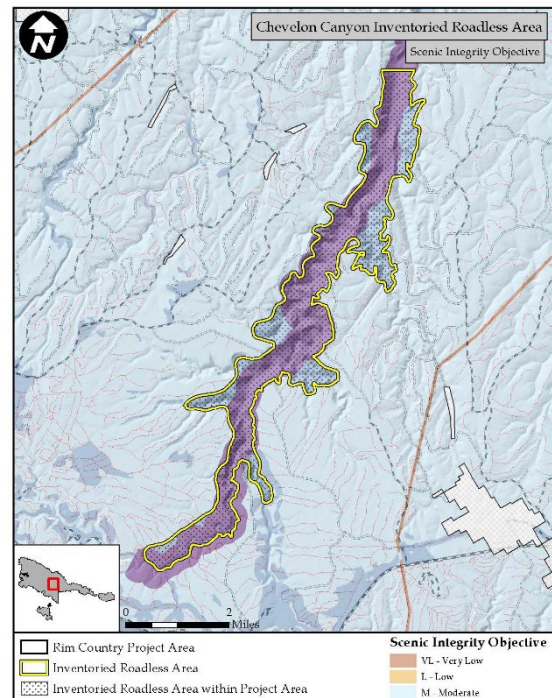 Chevelon Canyon Inventoried Roadless Area
Scenic Integrity Objective
N
0 2
Miles
Rim Country Project Area
Inventoried Roadless Area
Inventoried Roadless Area within Project Area
Scenic Integrity Objective
VL - Very Low
L - Low
M - Moderate